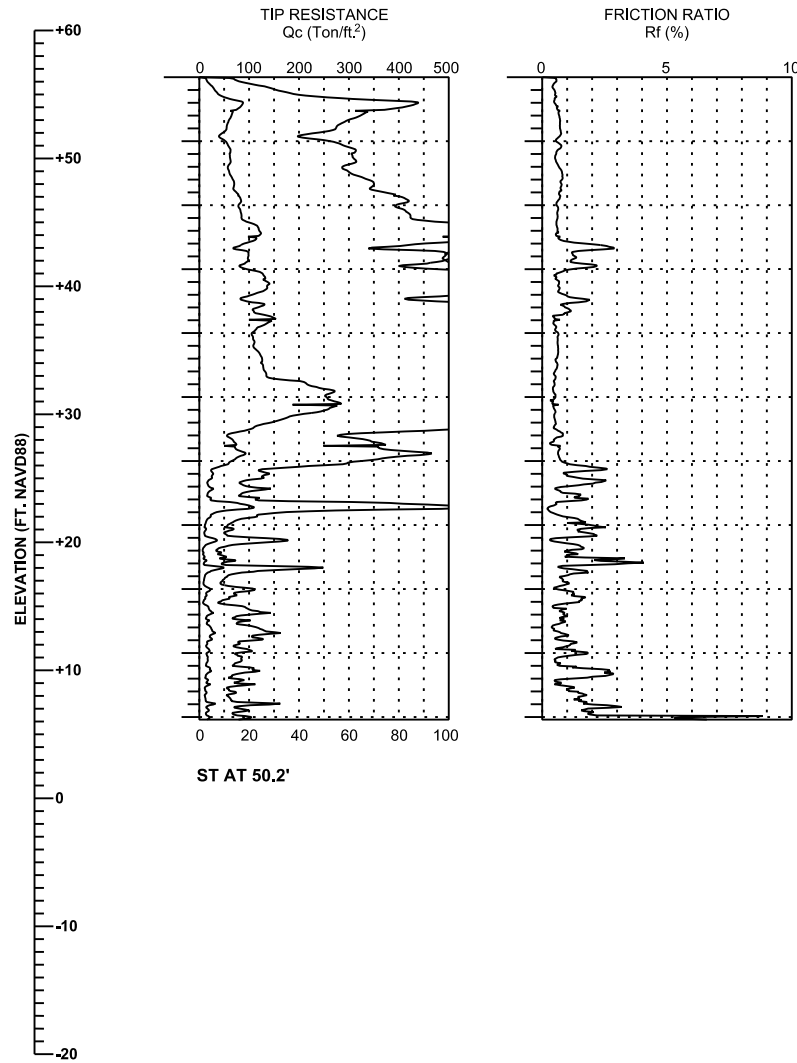 TIP RESISTANCE
Qc (Ton/ft.²)
FRICTION RATIO
Rf (%)
0 100 200 300 400 500
0 5 10
+60
+50
+40
+30
+20
+10
0
-10
-20
ELEVATION (FT. NAVD88)
0 20 40 60 80 100
ST AT 50.2'